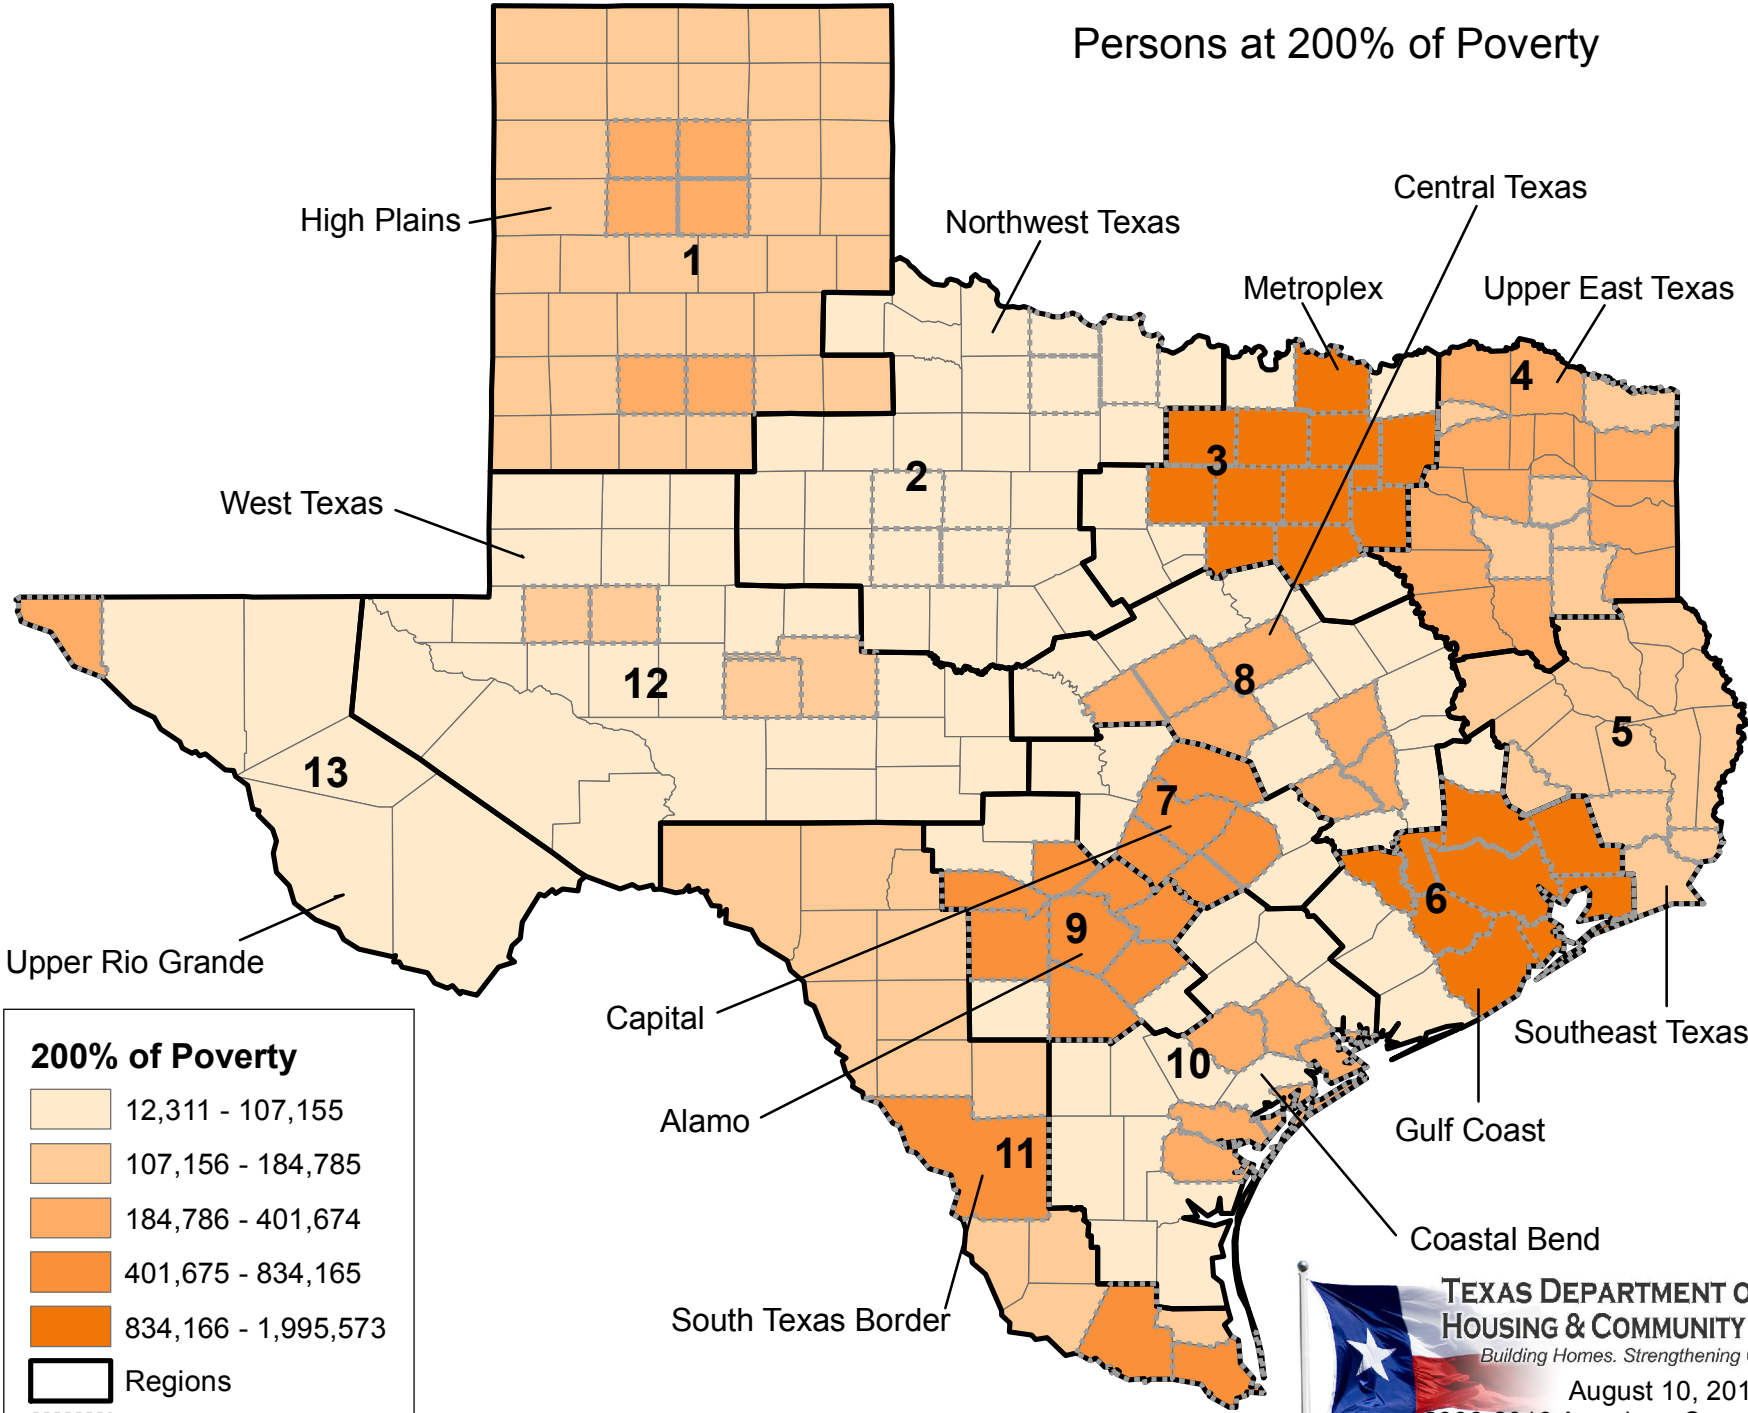 Persons at 200% of Poverty
Central Texas
High Plains
Northwest Texas
1
Metroplex
Upper East Texas
4
3
2
West Texas
12
8
5
13
7
6
9
Upper Rio Grande
Capital
Southeast Texas
10
Alamo
Gulf Coast
11
Coastal Bend
South Texas Border
200% of Poverty
12,311 - 107,155
107,156 - 184,785
184,786 - 401,674
401,675 - 834,165
834,166 - 1,995,573
Regions
TEXAS DEPARTMENT O
HOUSING & COMMUNITY
Building Homes. Strengthening
August 10, 201